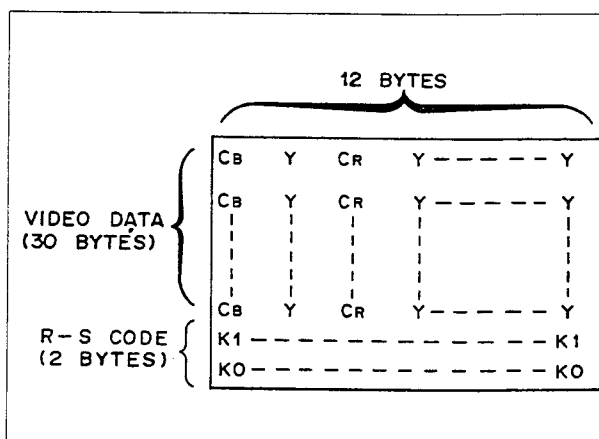 12 BYTES
CB Y CR Y - - - - - Y
CB Y CR Y - - - - - Y
VIDEO DATA
(30 BYTES)
CB Y CR Y - - - - - Y
R-S CODE
(2 BYTES)
K1 - - - - - - - - - - K1
K0 - - - - - - - - - - K0